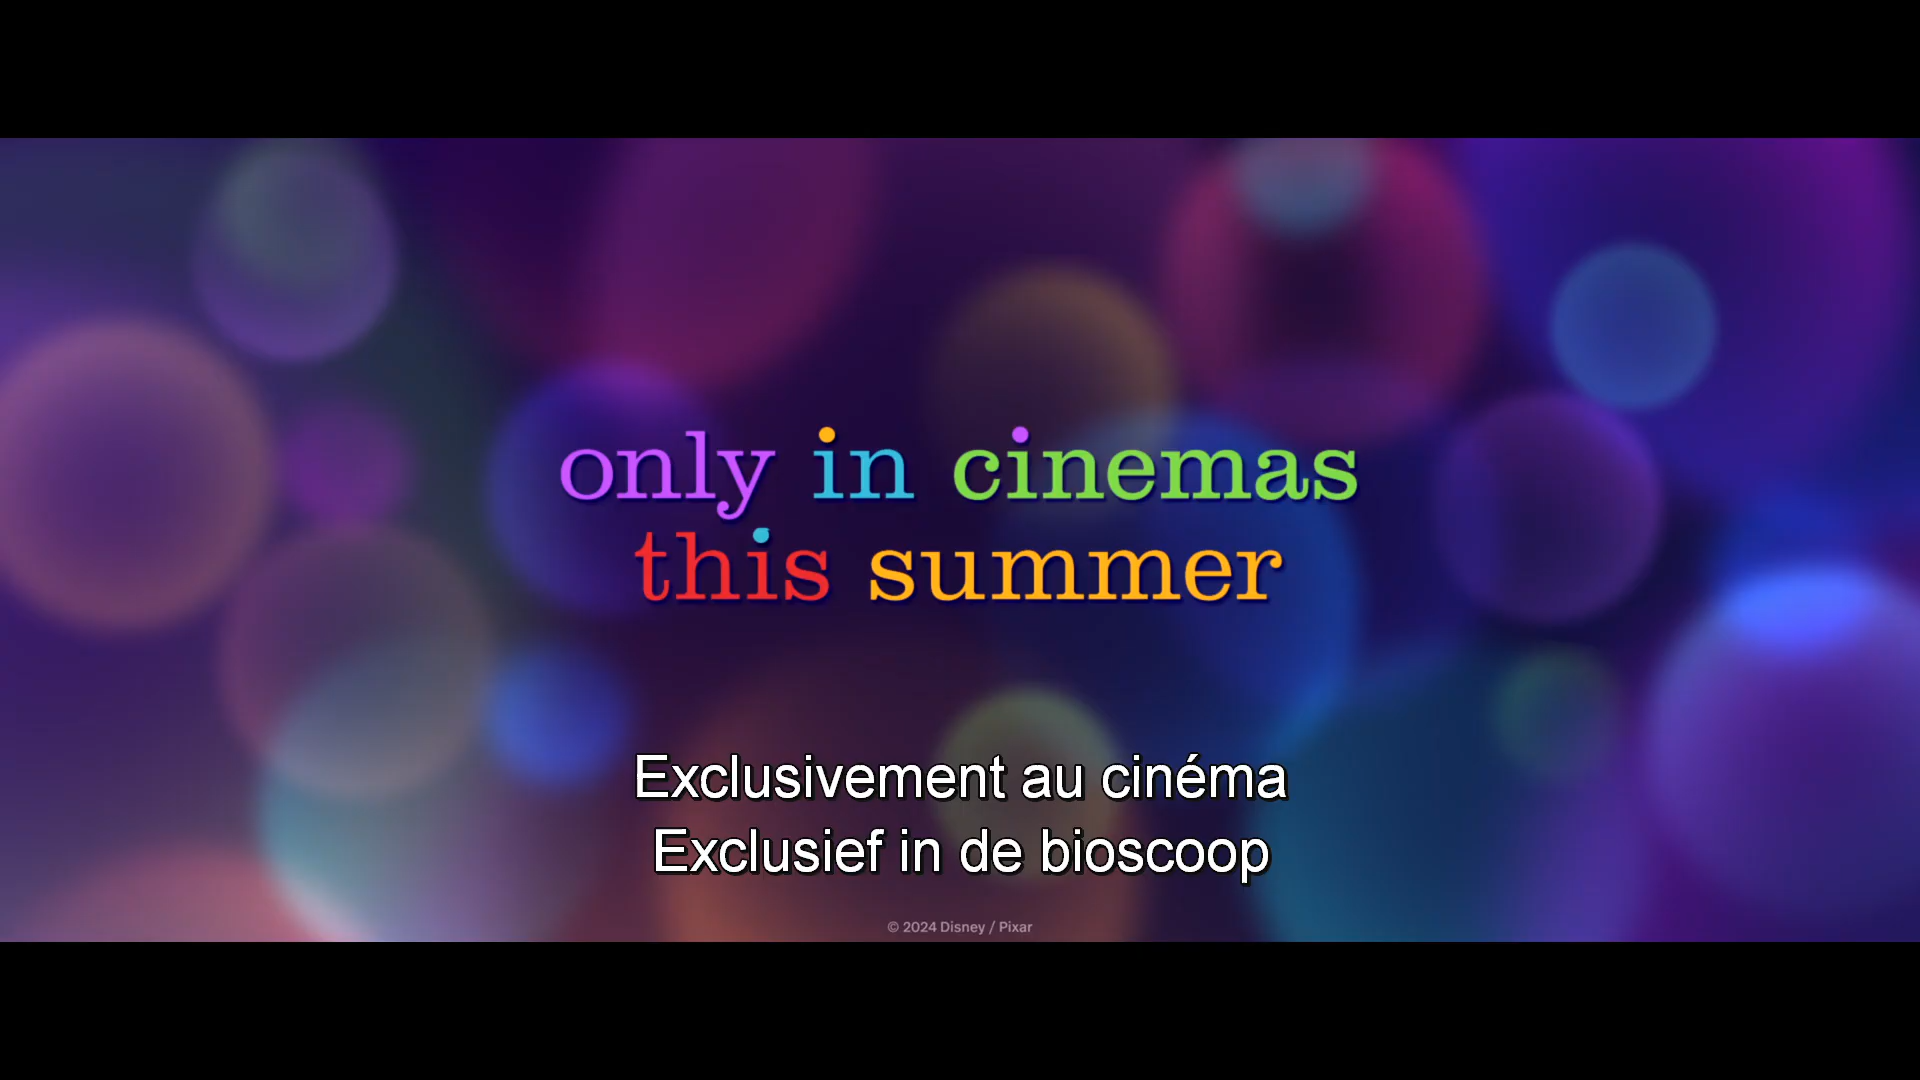 only in cinemas
this summer
Exclusivement au cinéma
Exclusief in de bioscoop
© 2024 Disney / Pixar